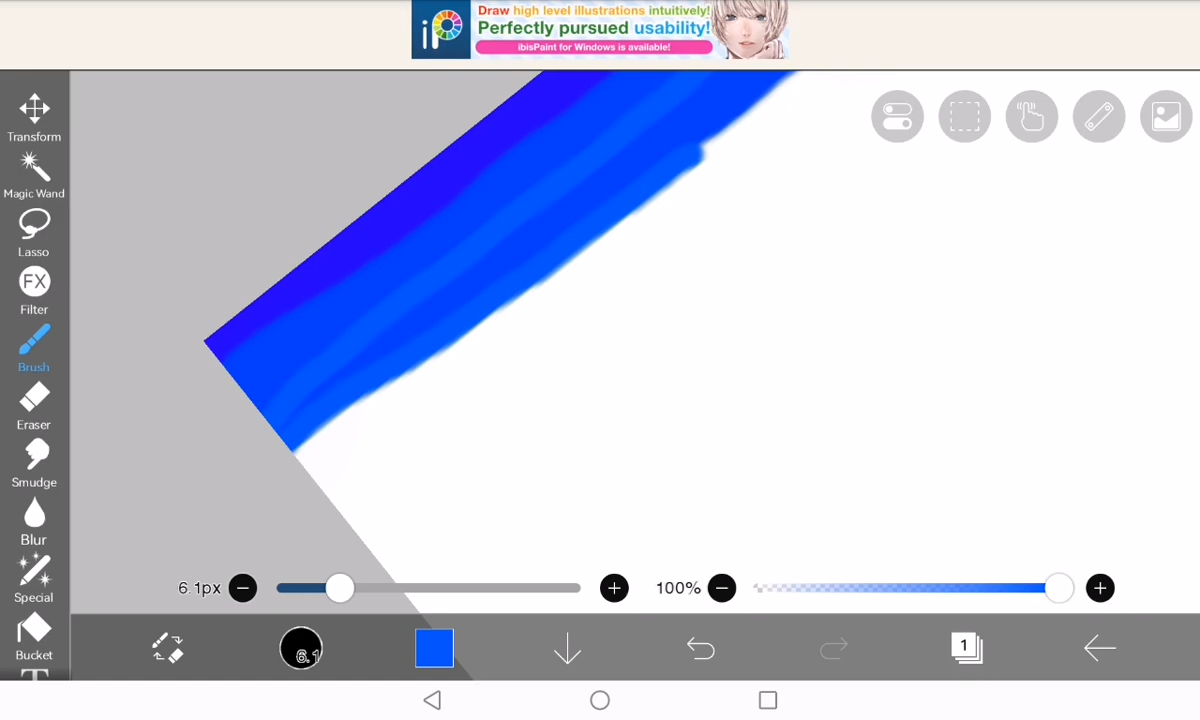 iP
Draw high level illustrations intuitively!
Perfectly pursued usability!
ibisPaint for Windows is available!
Transform
Magic Wand
Lasso
FX
Filter
Brush
Eraser
Smudge
Blur
Special
Bucket
T
6.1px
100%
6.1
1